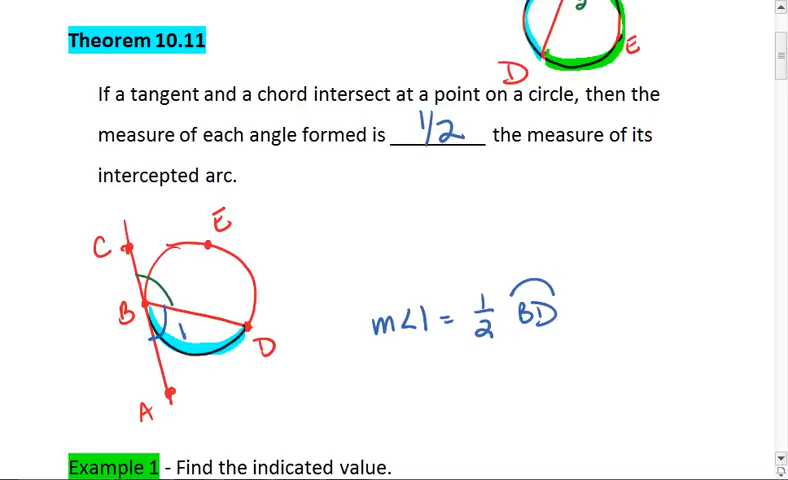 2
Theorem 10.11
D
E
If a tangent and a chord intersect at a point on a circle, then the
measure of each angle formed is 1/2 the measure of its
intercepted arc.
E
C
B
1
D
A
m∠1 = 1/2 BD
Example 1 - Find the indicated value.